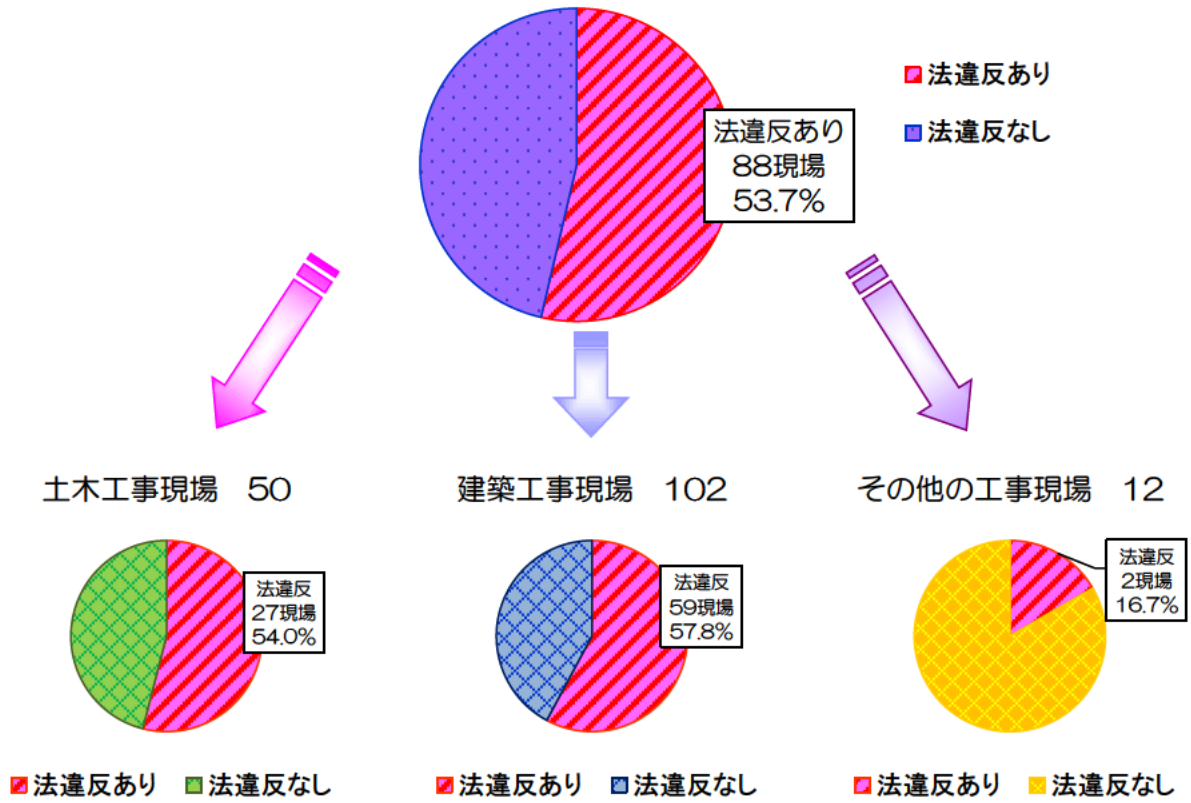 法違反あり
法違反なし
法違反あり
88現場
53.7%
土木工事現場　50
建築工事現場　102
その他の工事現場　12
法違反
27現場
54.0%
法違反
59現場
57.8%
法違反
2現場
16.7%
法違反あり
法違反なし
法違反あり
法違反なし
法違反あり
法違反なし